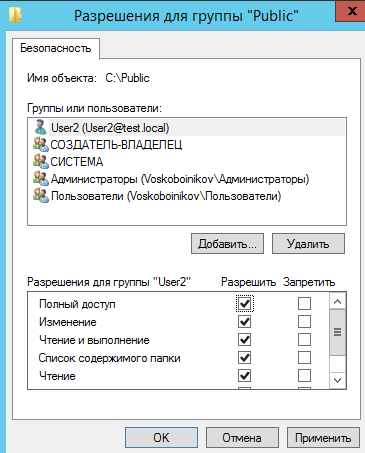 Разрешения для группы "Public"
x
Безопасность
Имя объекта: C:\Public
Группы или пользователи:
User2 (User2@test.local)
СОЗДАТЕЛЬ-ВЛАДЕЛЕЦ
СИСТЕМА
Администраторы (Voskoboinikov\Администраторы)
Пользователи (Voskoboinikov\Пользователи)
Добавить... Удалить
Разрешения для группы "User2" Разрешить Запретить
Полный доступ
Изменение
Чтение и выполнение
Список содержимого папки
Чтение
OK Отмена Применить